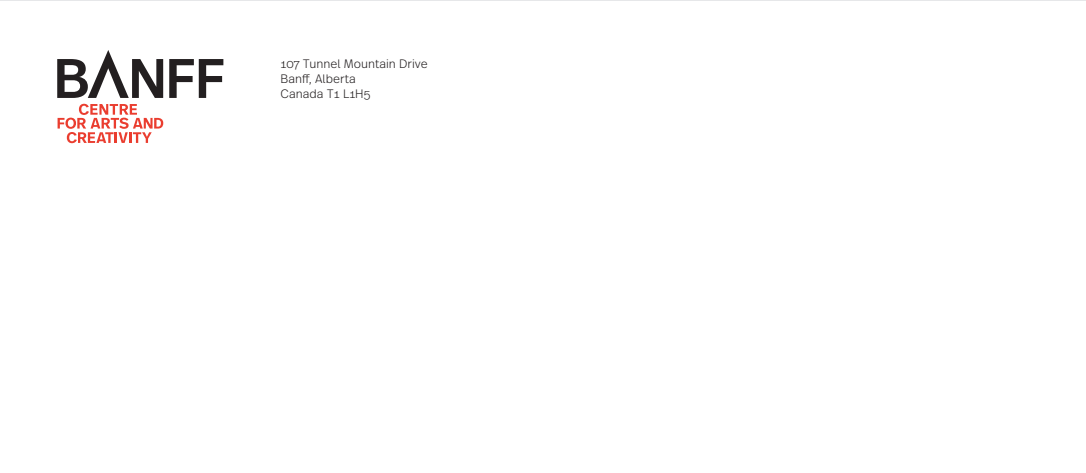 BANFF
CENTRE
FOR ARTS AND
CREATIVITY
107 Tunnel Mountain Drive
Banff, Alberta
Canada T1 L1H5